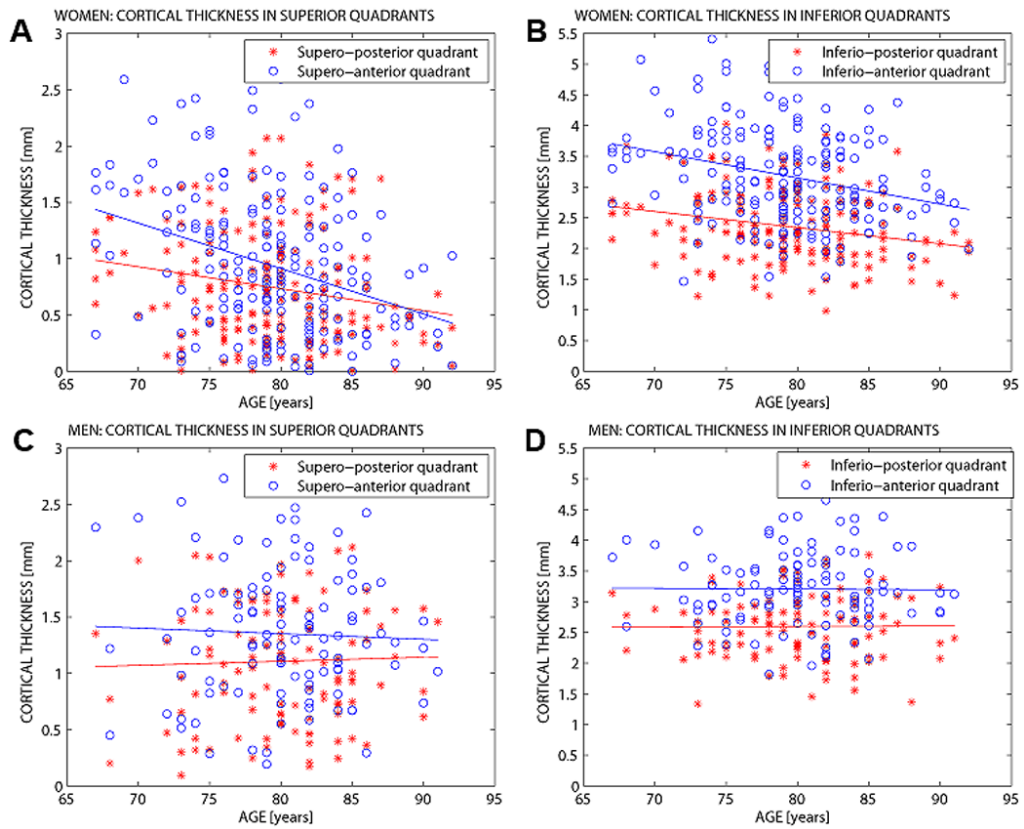 A
WOMEN: CORTICAL THICKNESS IN SUPERIOR QUADRANTS
3
2.5
2
1.5
1
0.5
0
CORTICAL THICKNESS [mm]
Supero-posterior quadrant
Supero-anterior quadrant
65 70 75 80 85 90 95
AGE [years]
B
WOMEN: CORTICAL THICKNESS IN INFERIOR QUADRANTS
5.5
5
4.5
4
3.5
3
2.5
2
1.5
1
0.5
0
CORTICAL THICKNESS [mm]
Inferio-posterior quadrant
Inferio-anterior quadrant
65 70 75 80 85 90 95
AGE [years]
C
MEN: CORTICAL THICKNESS IN SUPERIOR QUADRANTS
3
2.5
2
1.5
1
0.5
0
CORTICAL THICKNESS [mm]
Supero-posterior quadrant
Supero-anterior quadrant
65 70 75 80 85 90 95
AGE [years]
D
MEN: CORTICAL THICKNESS IN INFERIOR QUADRANTS
5.5
5
4.5
4
3.5
3
2.5
2
1.5
1
0.5
0
CORTICAL THICKNESS [mm]
Inferio-posterior quadrant
Inferio-anterior quadrant
65 70 75 80 85 90 95
AGE [years]